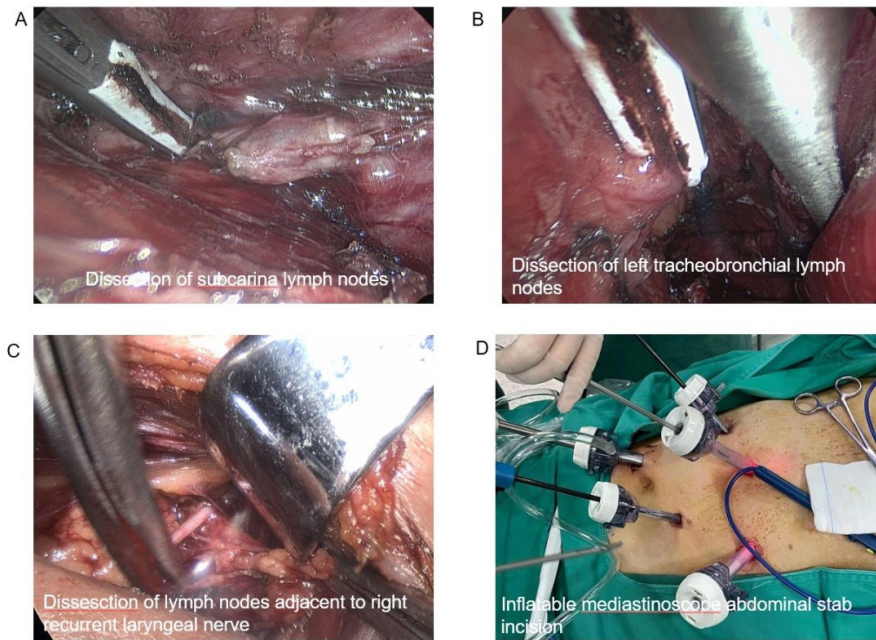 A
Dissection of subcarina lymph nodes
B
Dissection of left tracheobronchial lymph
nodes
C
Dissesction of lymph nodes adjacent to right
recurrent laryngeal nerve
D
Inflatable mediastinoscope abdominal stab
incision